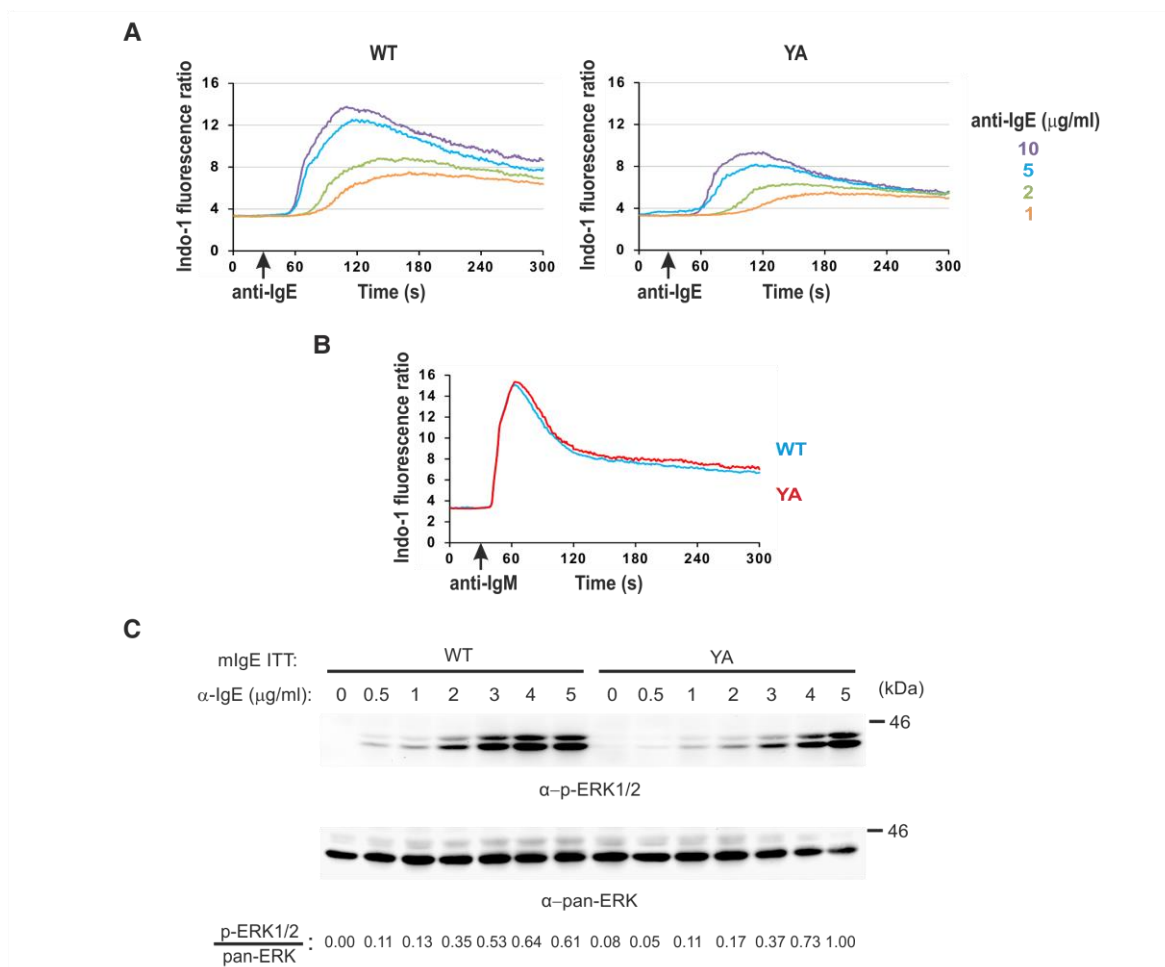 A
WT
YA
Indo-1 fluorescence ratio
16
12
8
4
0
0 60 120 180 240 300
anti-IgE
Time (s)
Indo-1 fluorescence ratio
16
12
8
4
0
0 60 120 180 240 300
anti-IgE
Time (s)
anti-IgE (μg/ml)
10
5
2
1
B
Indo-1 fluorescence ratio
16
14
12
10
8
6
4
2
0
0 60 120 180 240 300
anti-IgM
Time (s)
WT
YA
C
mIgE ITT: WT YA
α-IgE (μg/ml): 0 0.5 1 2 3 4 5 0 0.5 1 2 3 4 5 (kDa)
46
α–p-ERK1/2
46
α–pan-ERK
p-ERK1/2
pan-ERK
: 0.00 0.11 0.13 0.35 0.53 0.64 0.61 0.08 0.05 0.11 0.17 0.37 0.73 1.00